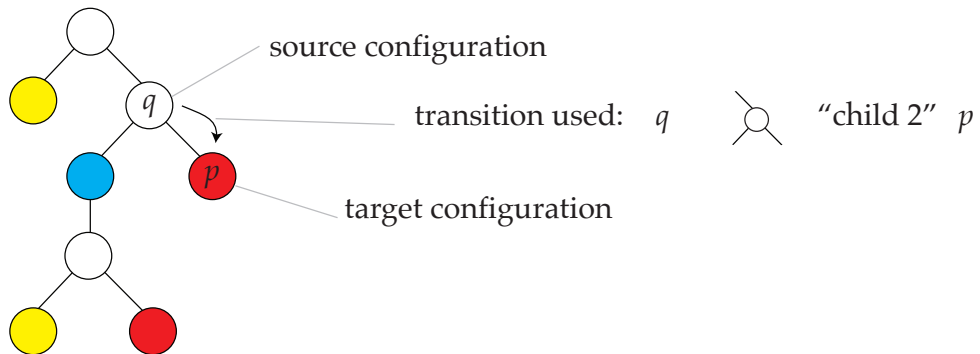 source configuration
q
transition used: q “child 2” p
p
target configuration